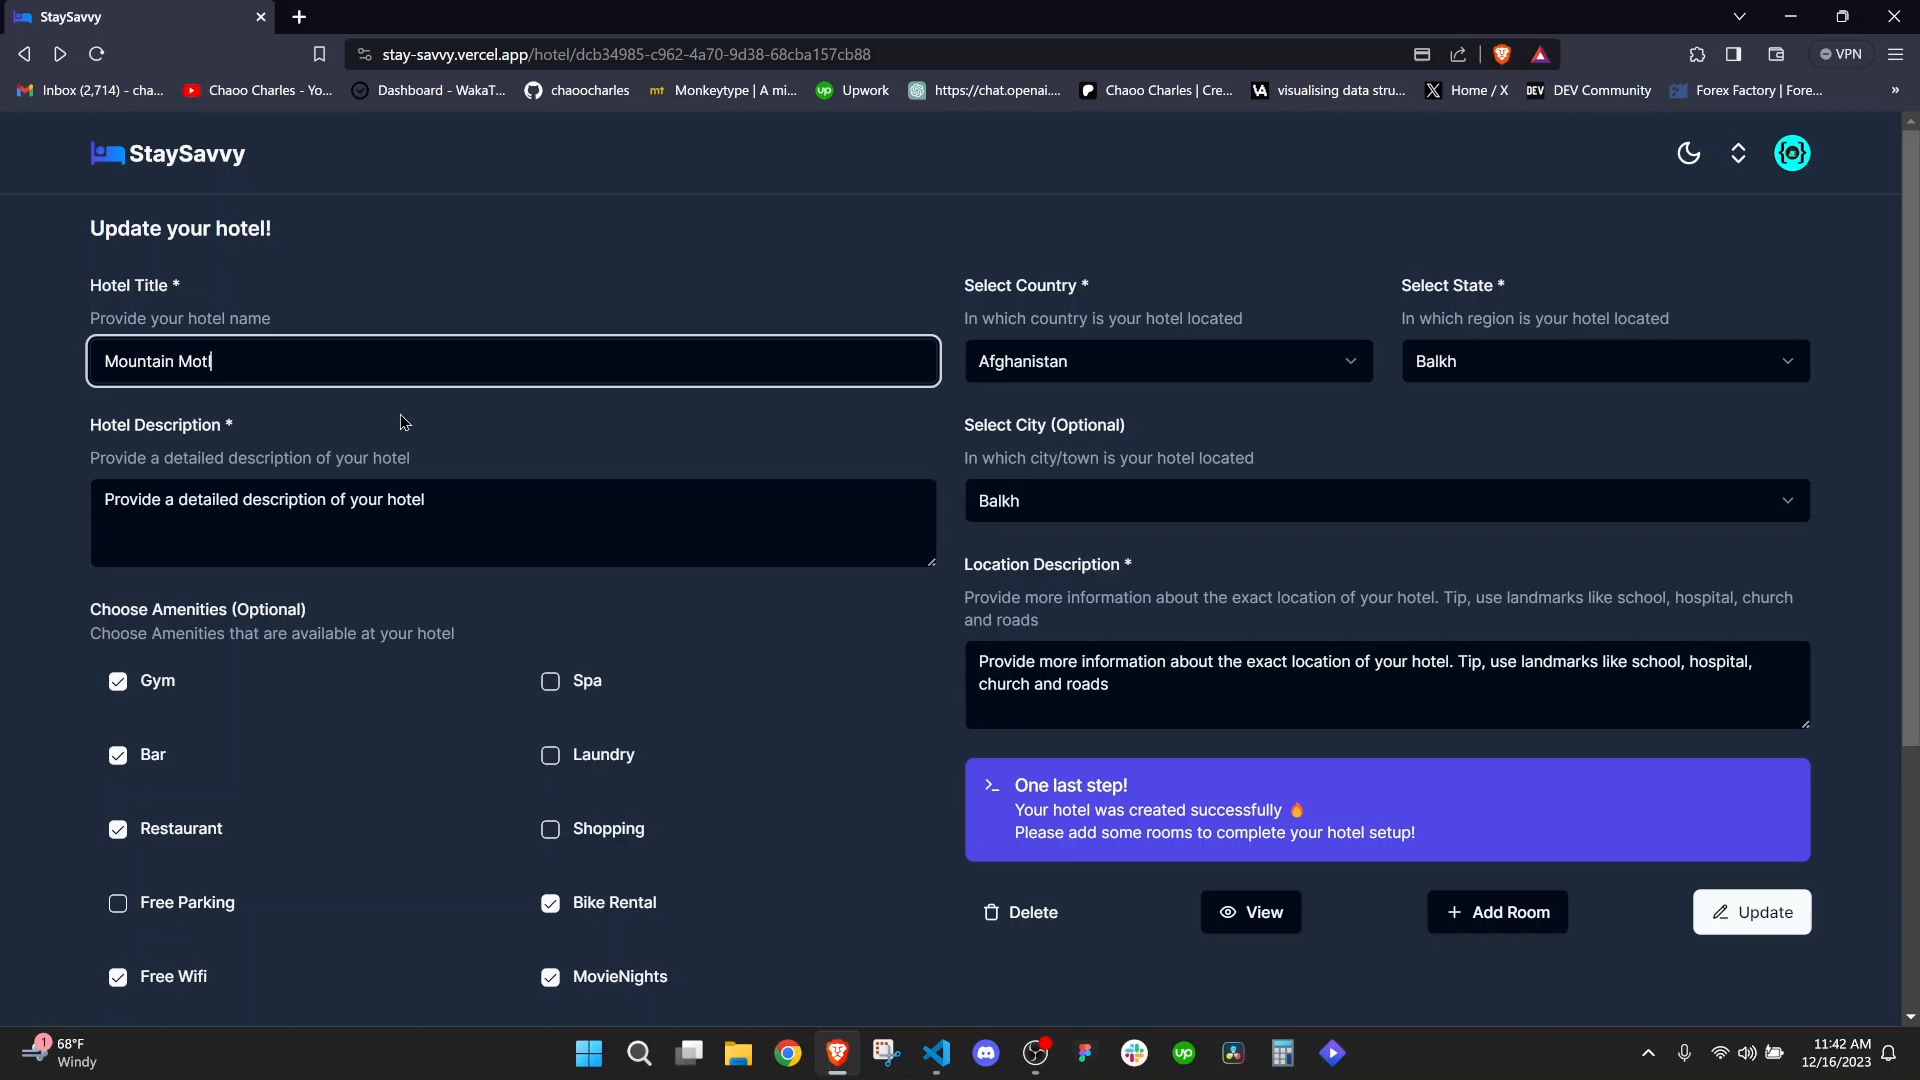 StaySavvy
stay-savvy.vercel.app/hotel/dcb34985-c962-4a70-9d38-68cba157cb88
VPN
Inbox (2,714) - cha...
Chaoo Charles - Yo...
Dashboard - WakaT...
chaoocharles
mt
Monkeytype | A mi...
up
Upwork
https://chat.openai....
Chaoo Charles | Cre...
VA
visualising data stru...
Home / X
DEV
DEV Community
Forex Factory | Fore...
»
StaySavvy
Update your hotel!
Hotel Title *
Provide your hotel name
Mountain Motl
Hotel Description *
Provide a detailed description of your hotel
Provide a detailed description of your hotel
Choose Amenities (Optional)
Choose Amenities that are available at your hotel
Gym
Spa
Bar
Laundry
Restaurant
Shopping
Free Parking
Bike Rental
Free Wifi
MovieNights
Select Country *
In which country is your hotel located
Afghanistan
Select State *
In which region is your hotel located
Balkh
Select City (Optional)
In which city/town is your hotel located
Balkh
Location Description *
Provide more information about the exact location of your hotel. Tip, use landmarks like school, hospital, church
and roads
Provide more information about the exact location of your hotel. Tip, use landmarks like school, hospital,
church and roads
One last step!
Your hotel was created successfully 🔥
Please add some rooms to complete your hotel setup!
Delete
View
+ Add Room
Update
1
68°F
Windy
up
11:42 AM
12/16/2023